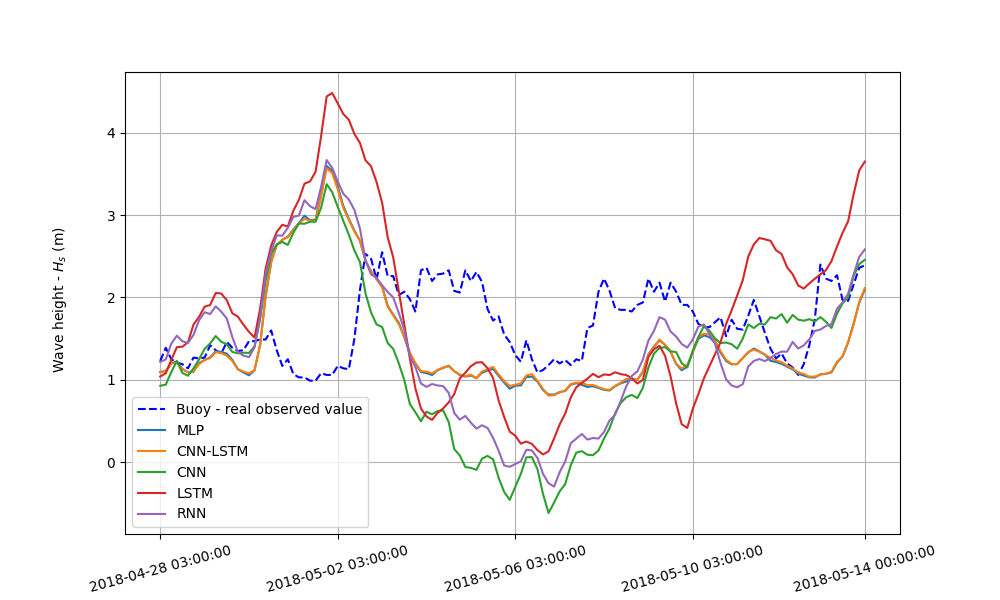 4
3
2
1
0
Wave height - Hs (m)
Buoy - real observed value
MLP
CNN-LSTM
CNN
LSTM
RNN
2018-04-28 03:00:00
2018-05-02 03:00:00
2018-05-06 03:00:00
2018-05-10 03:00:00
2018-05-14 00:00:00